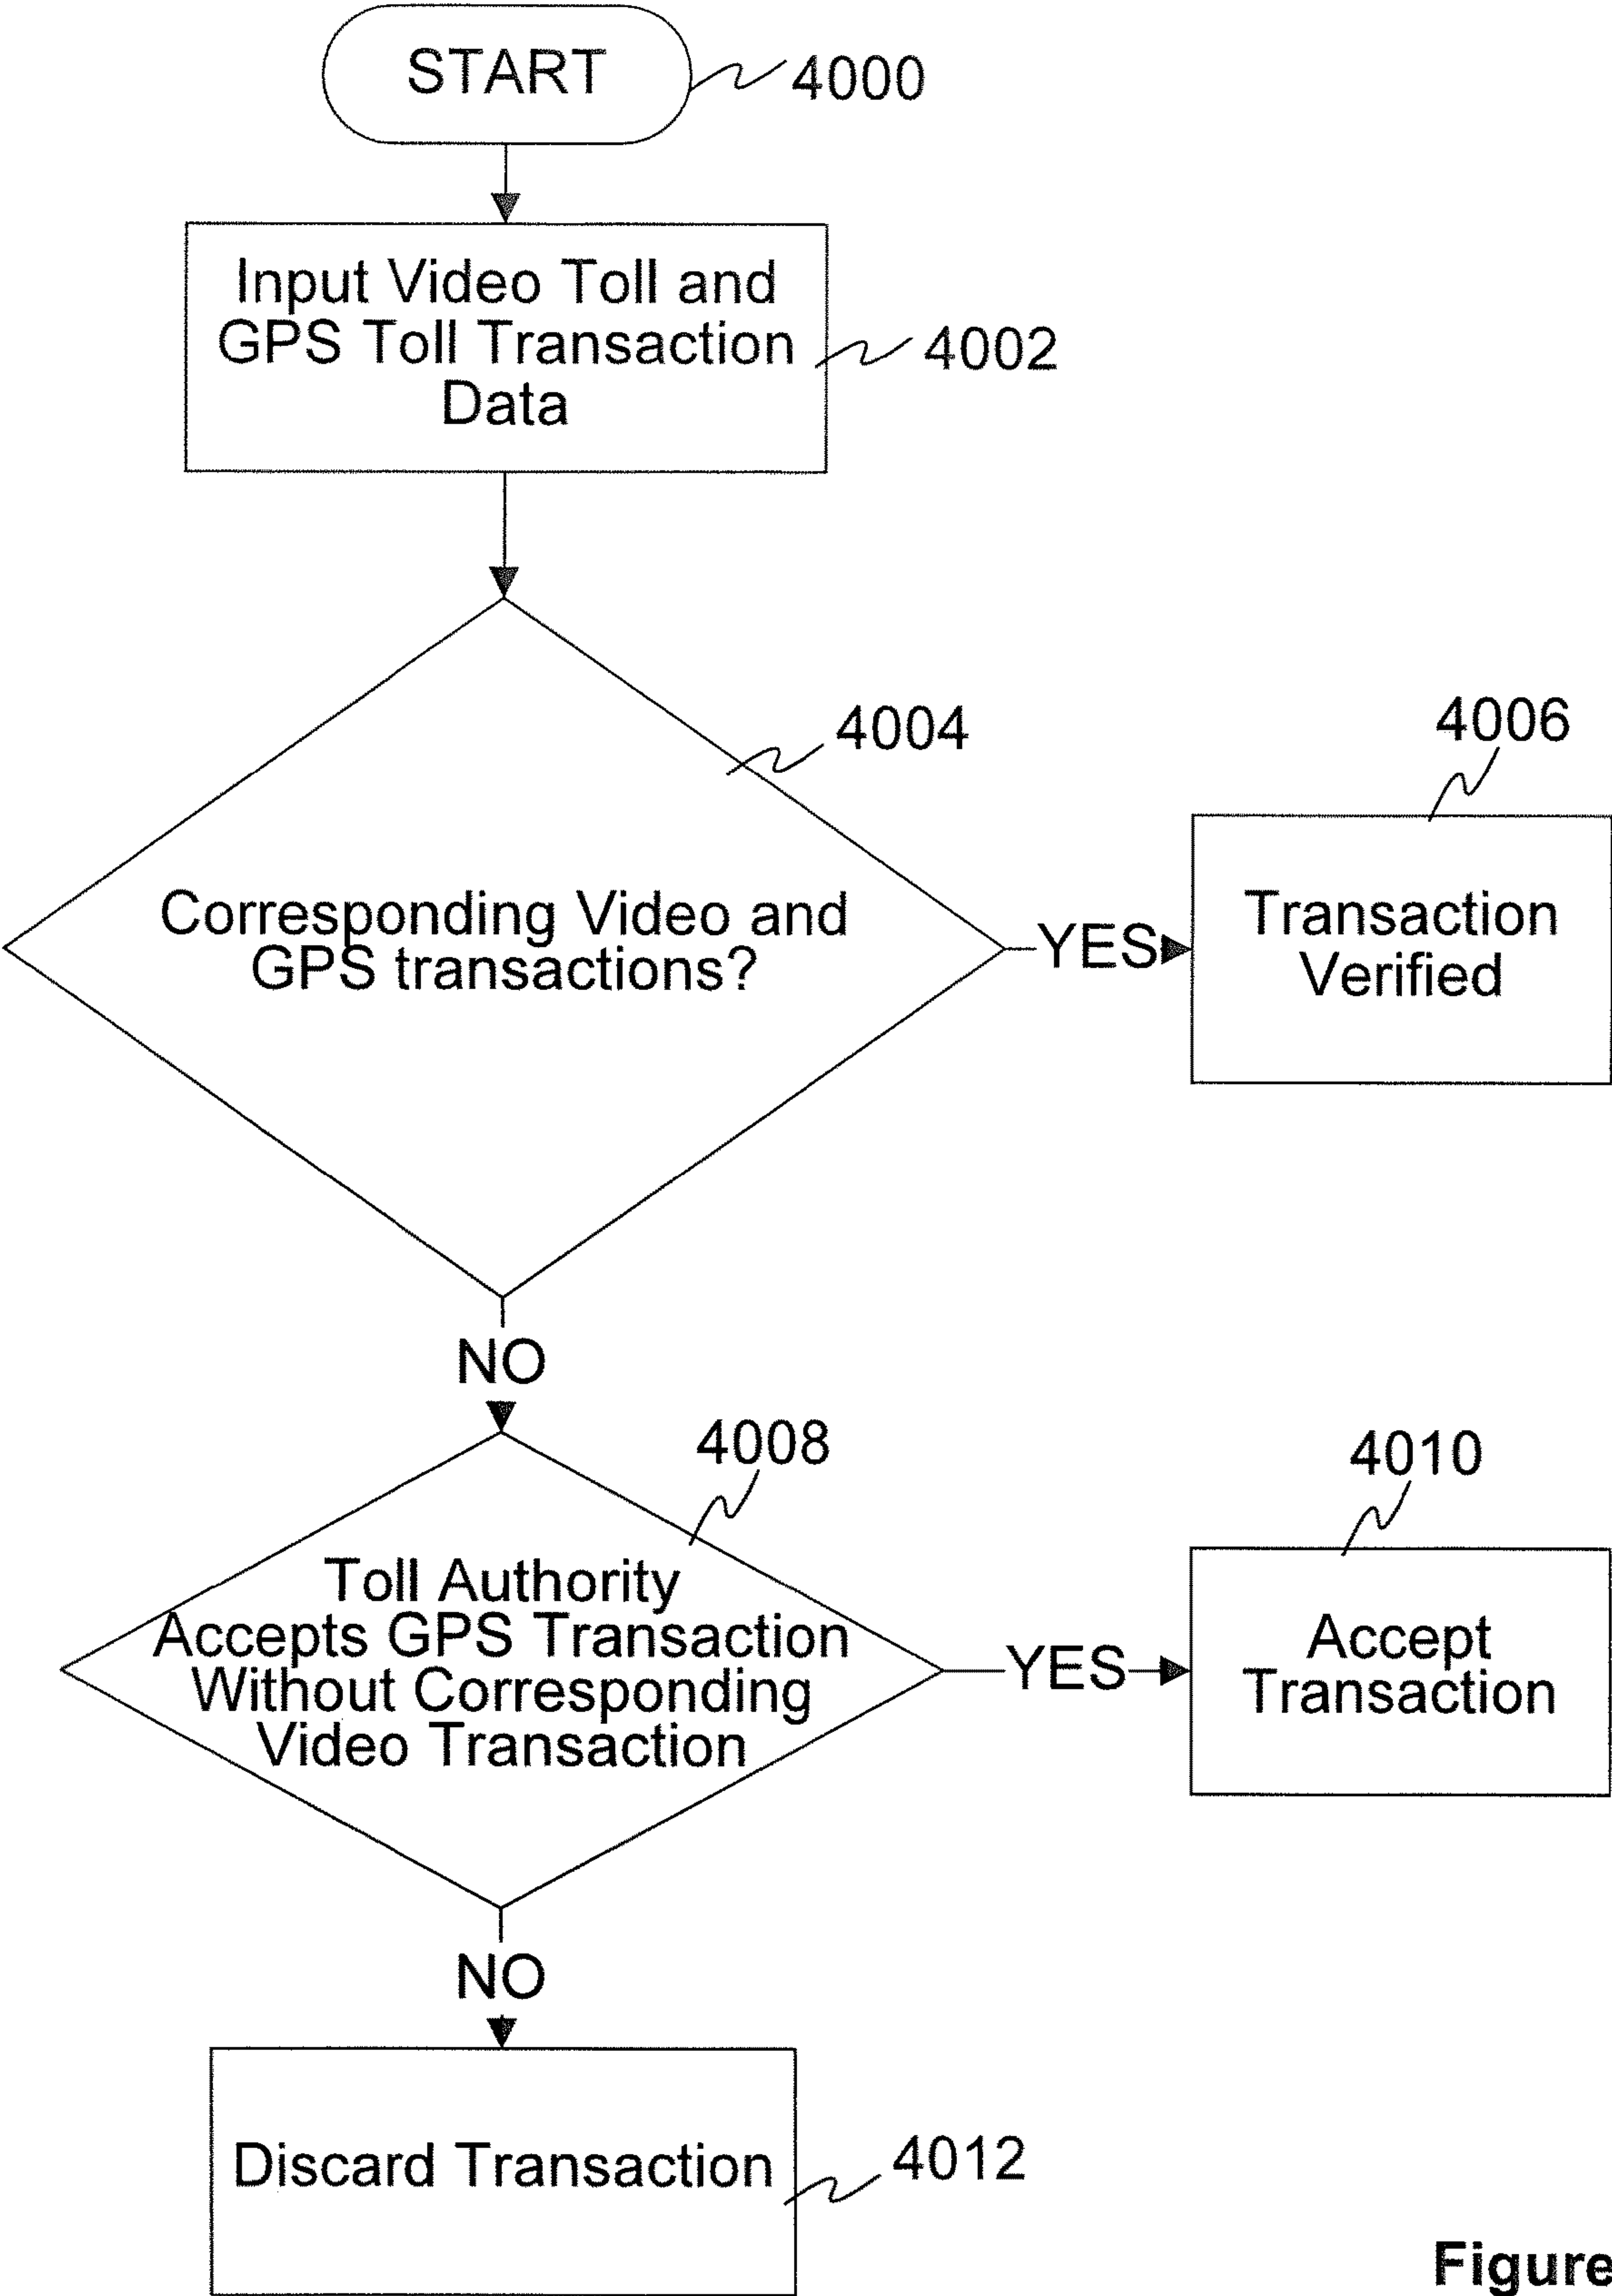 START
4000
Input Video Toll and
GPS Toll Transaction
Data
4002
4004
Corresponding Video and
GPS transactions?
YES
4006
Transaction
Verified
NO
4008
Toll Authority
Accepts GPS Transaction
Without Corresponding
Video Transaction
YES
4010
Accept
Transaction
NO
Discard Transaction
4012
Figure